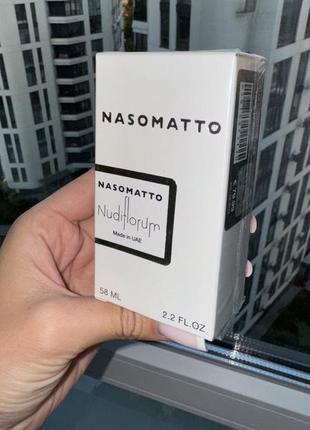 NASOMATTO
NASOMATTO
Nudiflorum
Made in UAE
58 ML
2.2 FL.OZ